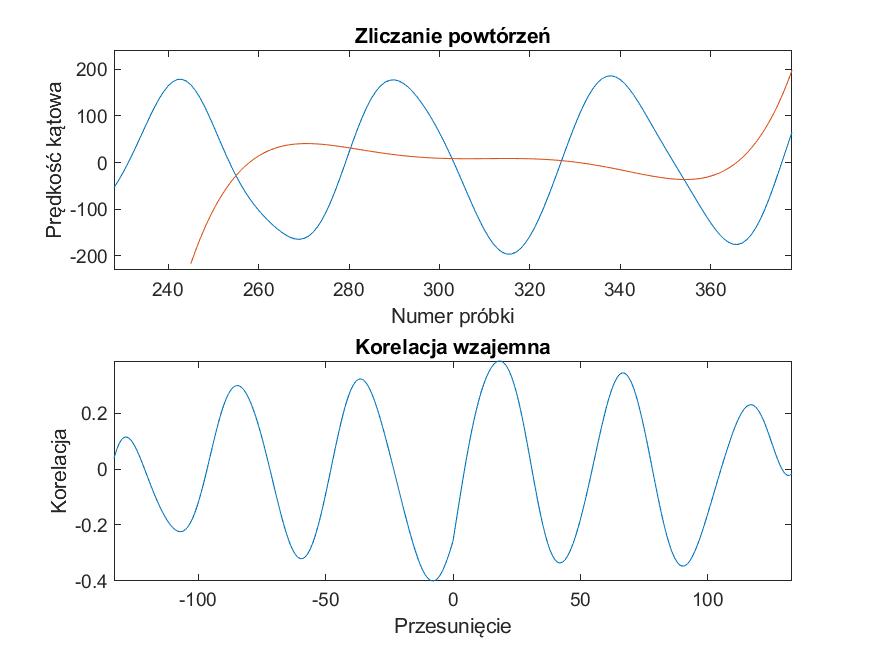 Zliczanie powtórzeń
Prędkość kątowa
200
100
0
-100
-200
240 260 280 300 320 340 360
Numer próbki
Korelacja wzajemna
Korelacja
0.2
0
-0.2
-0.4
-100 -50 0 50 100
Przesunięcie